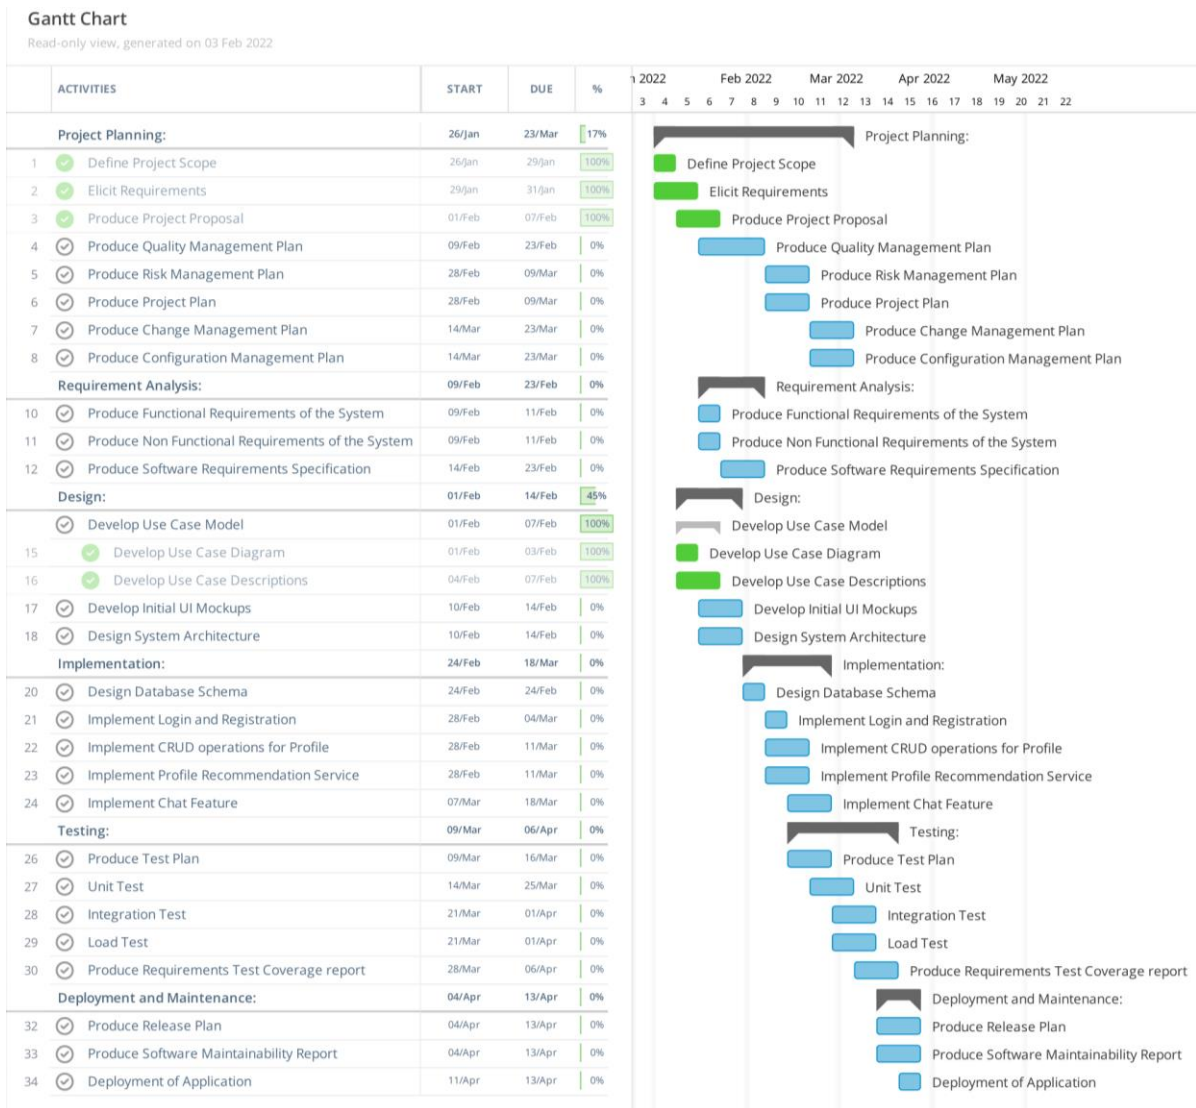 Gantt Chart
Read-only view, generated on 03 Feb 2022
ACTIVITIES START DUE % 2022 Feb 2022 Mar 2022 Apr 2022 May 2022
3 4 5 6 7 8 9 10 11 12 13 14 15 16 17 18 19 20 21 22
Project Planning: 26/Jan 23/Mar 17% Project Planning:
1 Define Project Scope 26/Jan 29/Jan 100% Define Project Scope
2 Elicit Requirements 29/Jan 31/Jan 100% Elicit Requirements
3 Produce Project Proposal 01/Feb 07/Feb 100% Produce Project Proposal
4 Produce Quality Management Plan 09/Feb 23/Feb 0% Produce Quality Management Plan
5 Produce Risk Management Plan 28/Feb 09/Mar 0% Produce Risk Management Plan
6 Produce Project Plan 28/Feb 09/Mar 0% Produce Project Plan
7 Produce Change Management Plan 14/Mar 23/Mar 0% Produce Change Management Plan
8 Produce Configuration Management Plan 14/Mar 23/Mar 0% Produce Configuration Management Plan
Requirement Analysis: 09/Feb 23/Feb 0% Requirement Analysis:
10 Produce Functional Requirements of the System 09/Feb 11/Feb 0% Produce Functional Requirements of the System
11 Produce Non Functional Requirements of the System 09/Feb 11/Feb 0% Produce Non Functional Requirements of the System
12 Produce Software Requirements Specification 14/Feb 23/Feb 0% Produce Software Requirements Specification
Design: 01/Feb 14/Feb 45% Design:
Develop Use Case Model 01/Feb 07/Feb 100% Develop Use Case Model
15 Develop Use Case Diagram 01/Feb 03/Feb 100% Develop Use Case Diagram
16 Develop Use Case Descriptions 04/Feb 07/Feb 100% Develop Use Case Descriptions
17 Develop Initial UI Mockups 10/Feb 14/Feb 0% Develop Initial UI Mockups
18 Design System Architecture 10/Feb 14/Feb 0% Design System Architecture
Implementation: 24/Feb 18/Mar 0% Implementation:
20 Design Database Schema 24/Feb 24/Feb 0% Design Database Schema
21 Implement Login and Registration 28/Feb 04/Mar 0% Implement Login and Registration
22 Implement CRUD operations for Profile 28/Feb 11/Mar 0% Implement CRUD operations for Profile
23 Implement Profile Recommendation Service 28/Feb 11/Mar 0% Implement Profile Recommendation Service
24 Implement Chat Feature 07/Mar 18/Mar 0% Implement Chat Feature
Testing: 09/Mar 06/Apr 0% Testing:
26 Produce Test Plan 09/Mar 16/Mar 0% Produce Test Plan
27 Unit Test 14/Mar 25/Mar 0% Unit Test
28 Integration Test 21/Mar 01/Apr 0% Integration Test
29 Load Test 21/Mar 01/Apr 0% Load Test
30 Produce Requirements Test Coverage report 28/Mar 06/Apr 0% Produce Requirements Test Coverage report
Deployment and Maintenance: 04/Apr 13/Apr 0% Deployment and Maintenance:
32 Produce Release Plan 04/Apr 13/Apr 0% Produce Release Plan
33 Produce Software Maintainability Report 04/Apr 13/Apr 0% Produce Software Maintainability Report
34 Deployment of Application 11/Apr 13/Apr 0% Deployment of Application